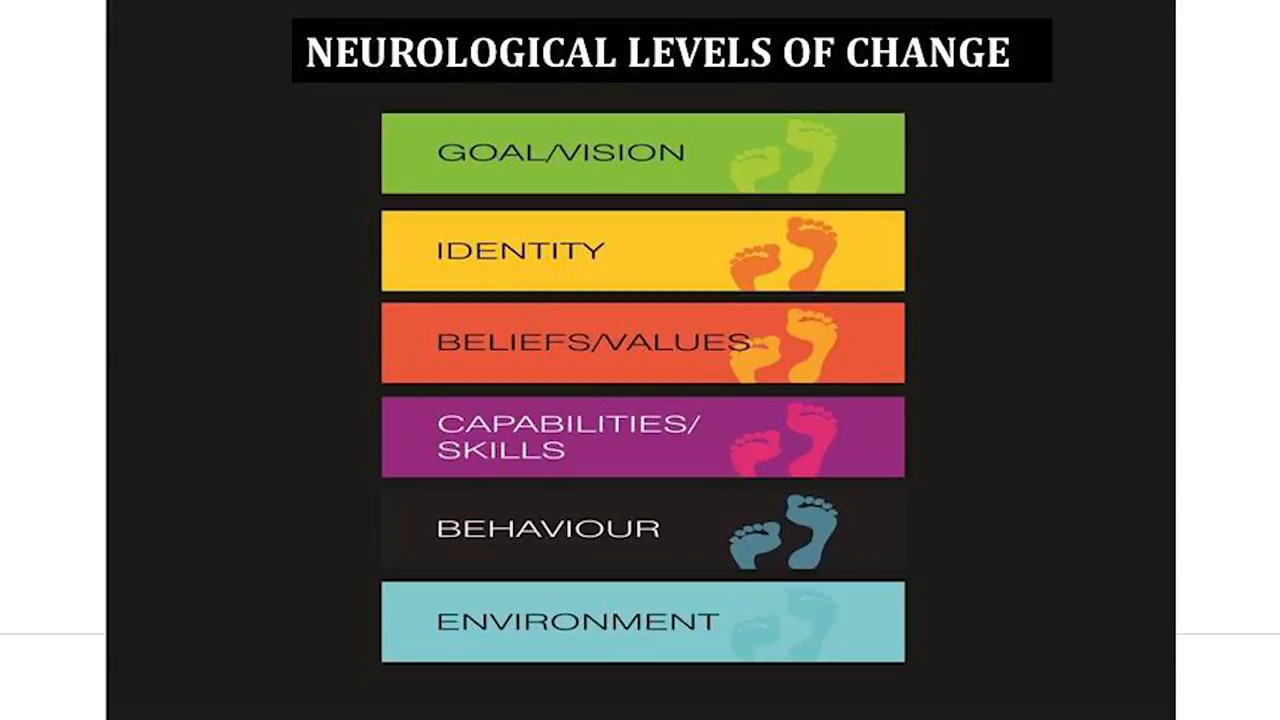 NEUROLOGICAL LEVELS OF CHANGE
GOAL/VISION
IDENTITY
BELIEFS/VALUES
CAPABILITIES/
SKILLS
BEHAVIOUR
ENVIRONMENT